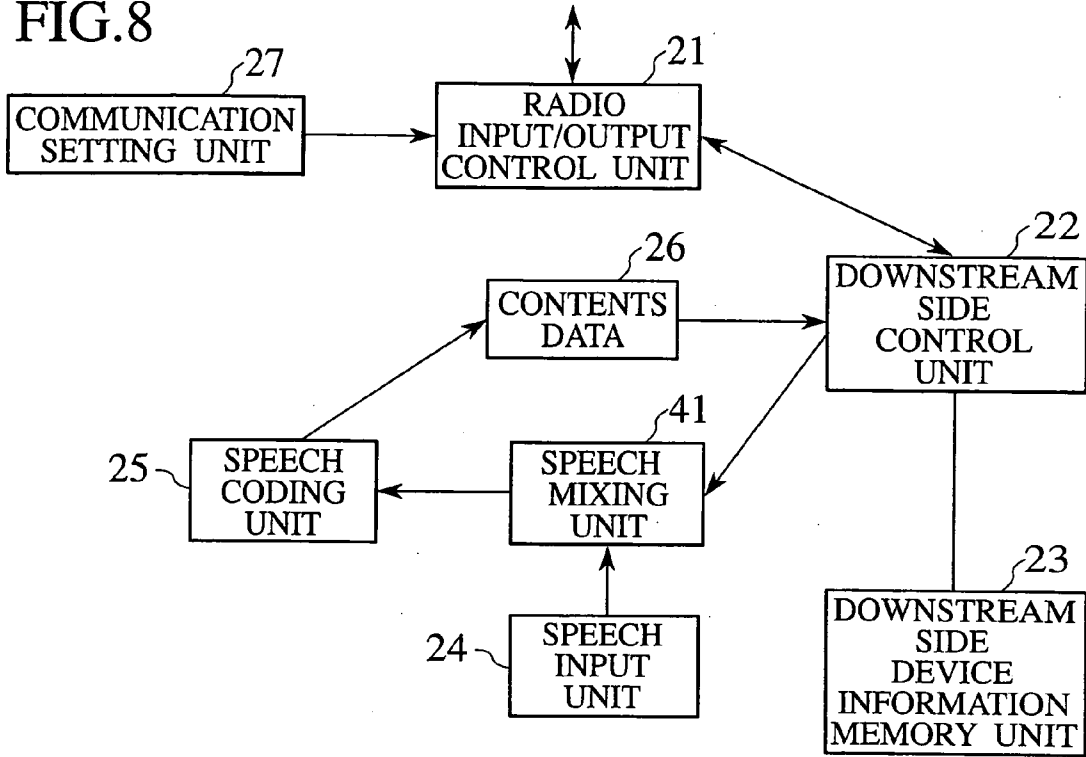 FIG.8
27
COMMUNICATION
SETTING UNIT
21
RADIO
INPUT/OUTPUT
CONTROL UNIT
22
DOWNSTREAM
SIDE
CONTROL
UNIT
26
CONTENTS
DATA
25
SPEECH
CODING
UNIT
41
SPEECH
MIXING
UNIT
24
SPEECH
INPUT
UNIT
23
DOWNSTREAM
SIDE
DEVICE
INFORMATION
MEMORY UNIT